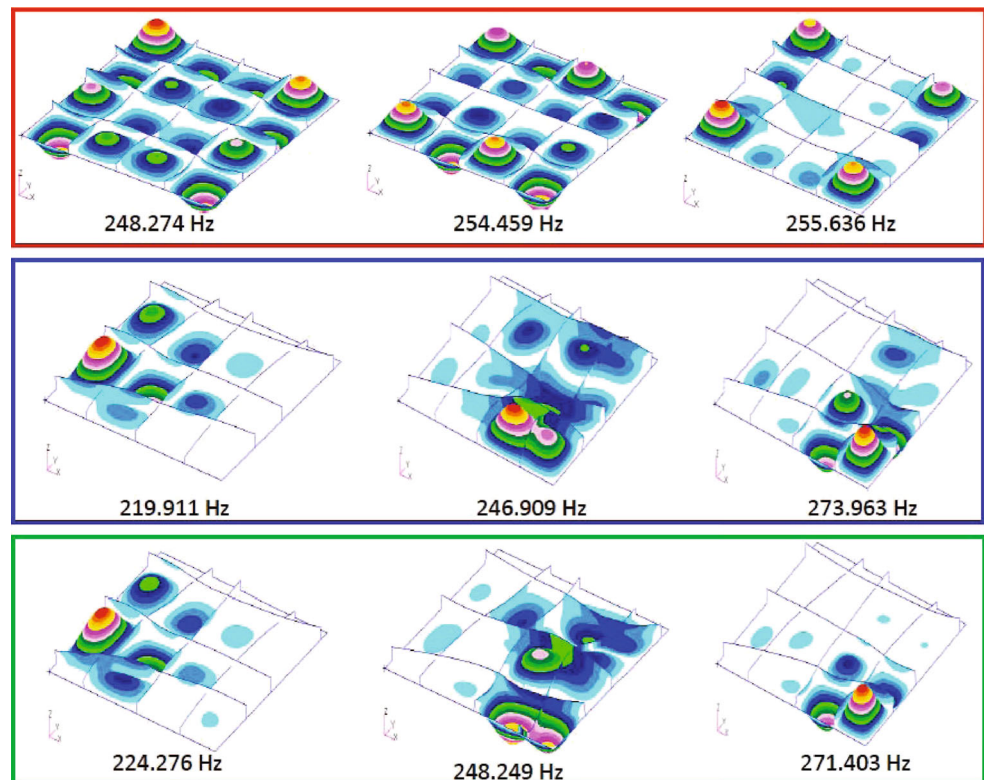 Z
Y
X
Z
Y
X
Z
Y
X
248.274 Hz
254.459 Hz
255.636 Hz
Z
Y
X
Z
Y
X
Z
Y
X
219.911 Hz
246.909 Hz
273.963 Hz
Z
Y
X
Z
Y
X
Z
Y
X
224.276 Hz
248.249 Hz
271.403 Hz